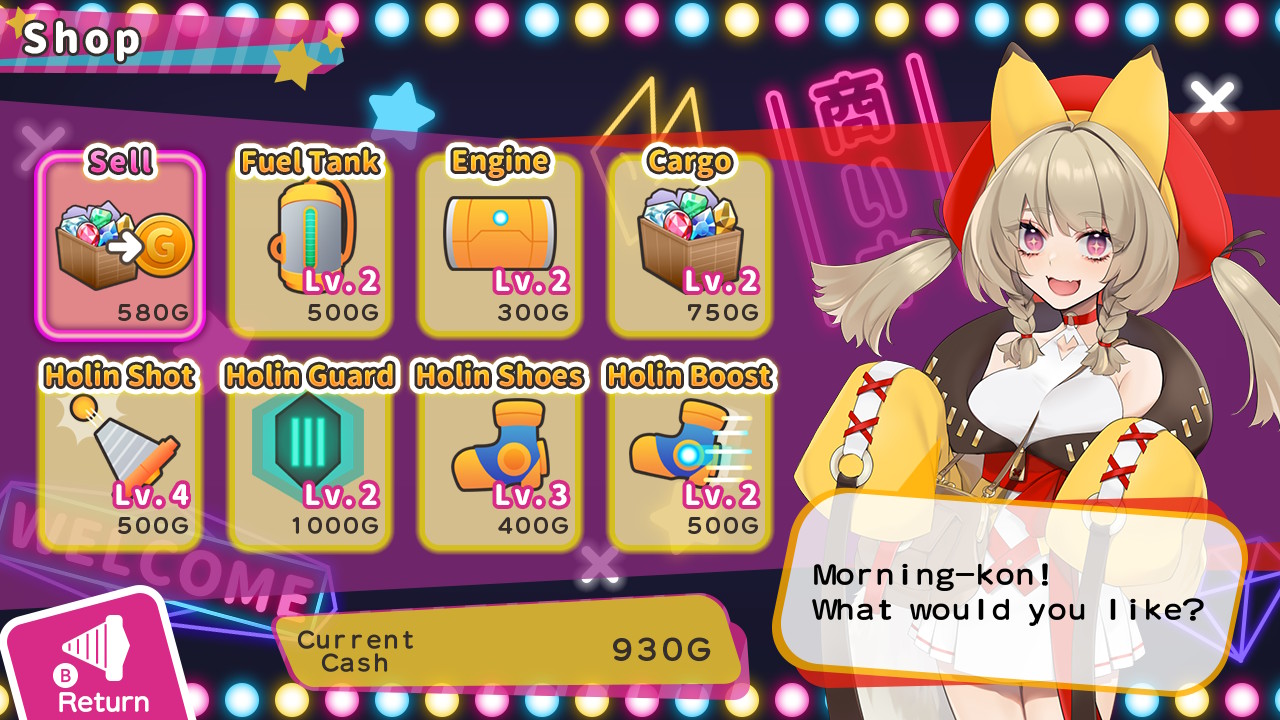 Shop
商い
Sell
580G
Fuel Tank
Lv.2
500G
Engine
Lv.2
300G
Cargo
Lv.2
750G
G
Holin Shot
Lv.4
500G
Holin Guard
Lv.2
1000G
Holin Shoes
Lv.3
400G
Holin Boost
Lv.2
500G
WELCOME
Morning-kon!
What would you like?
Current
Cash
930G
B
Return